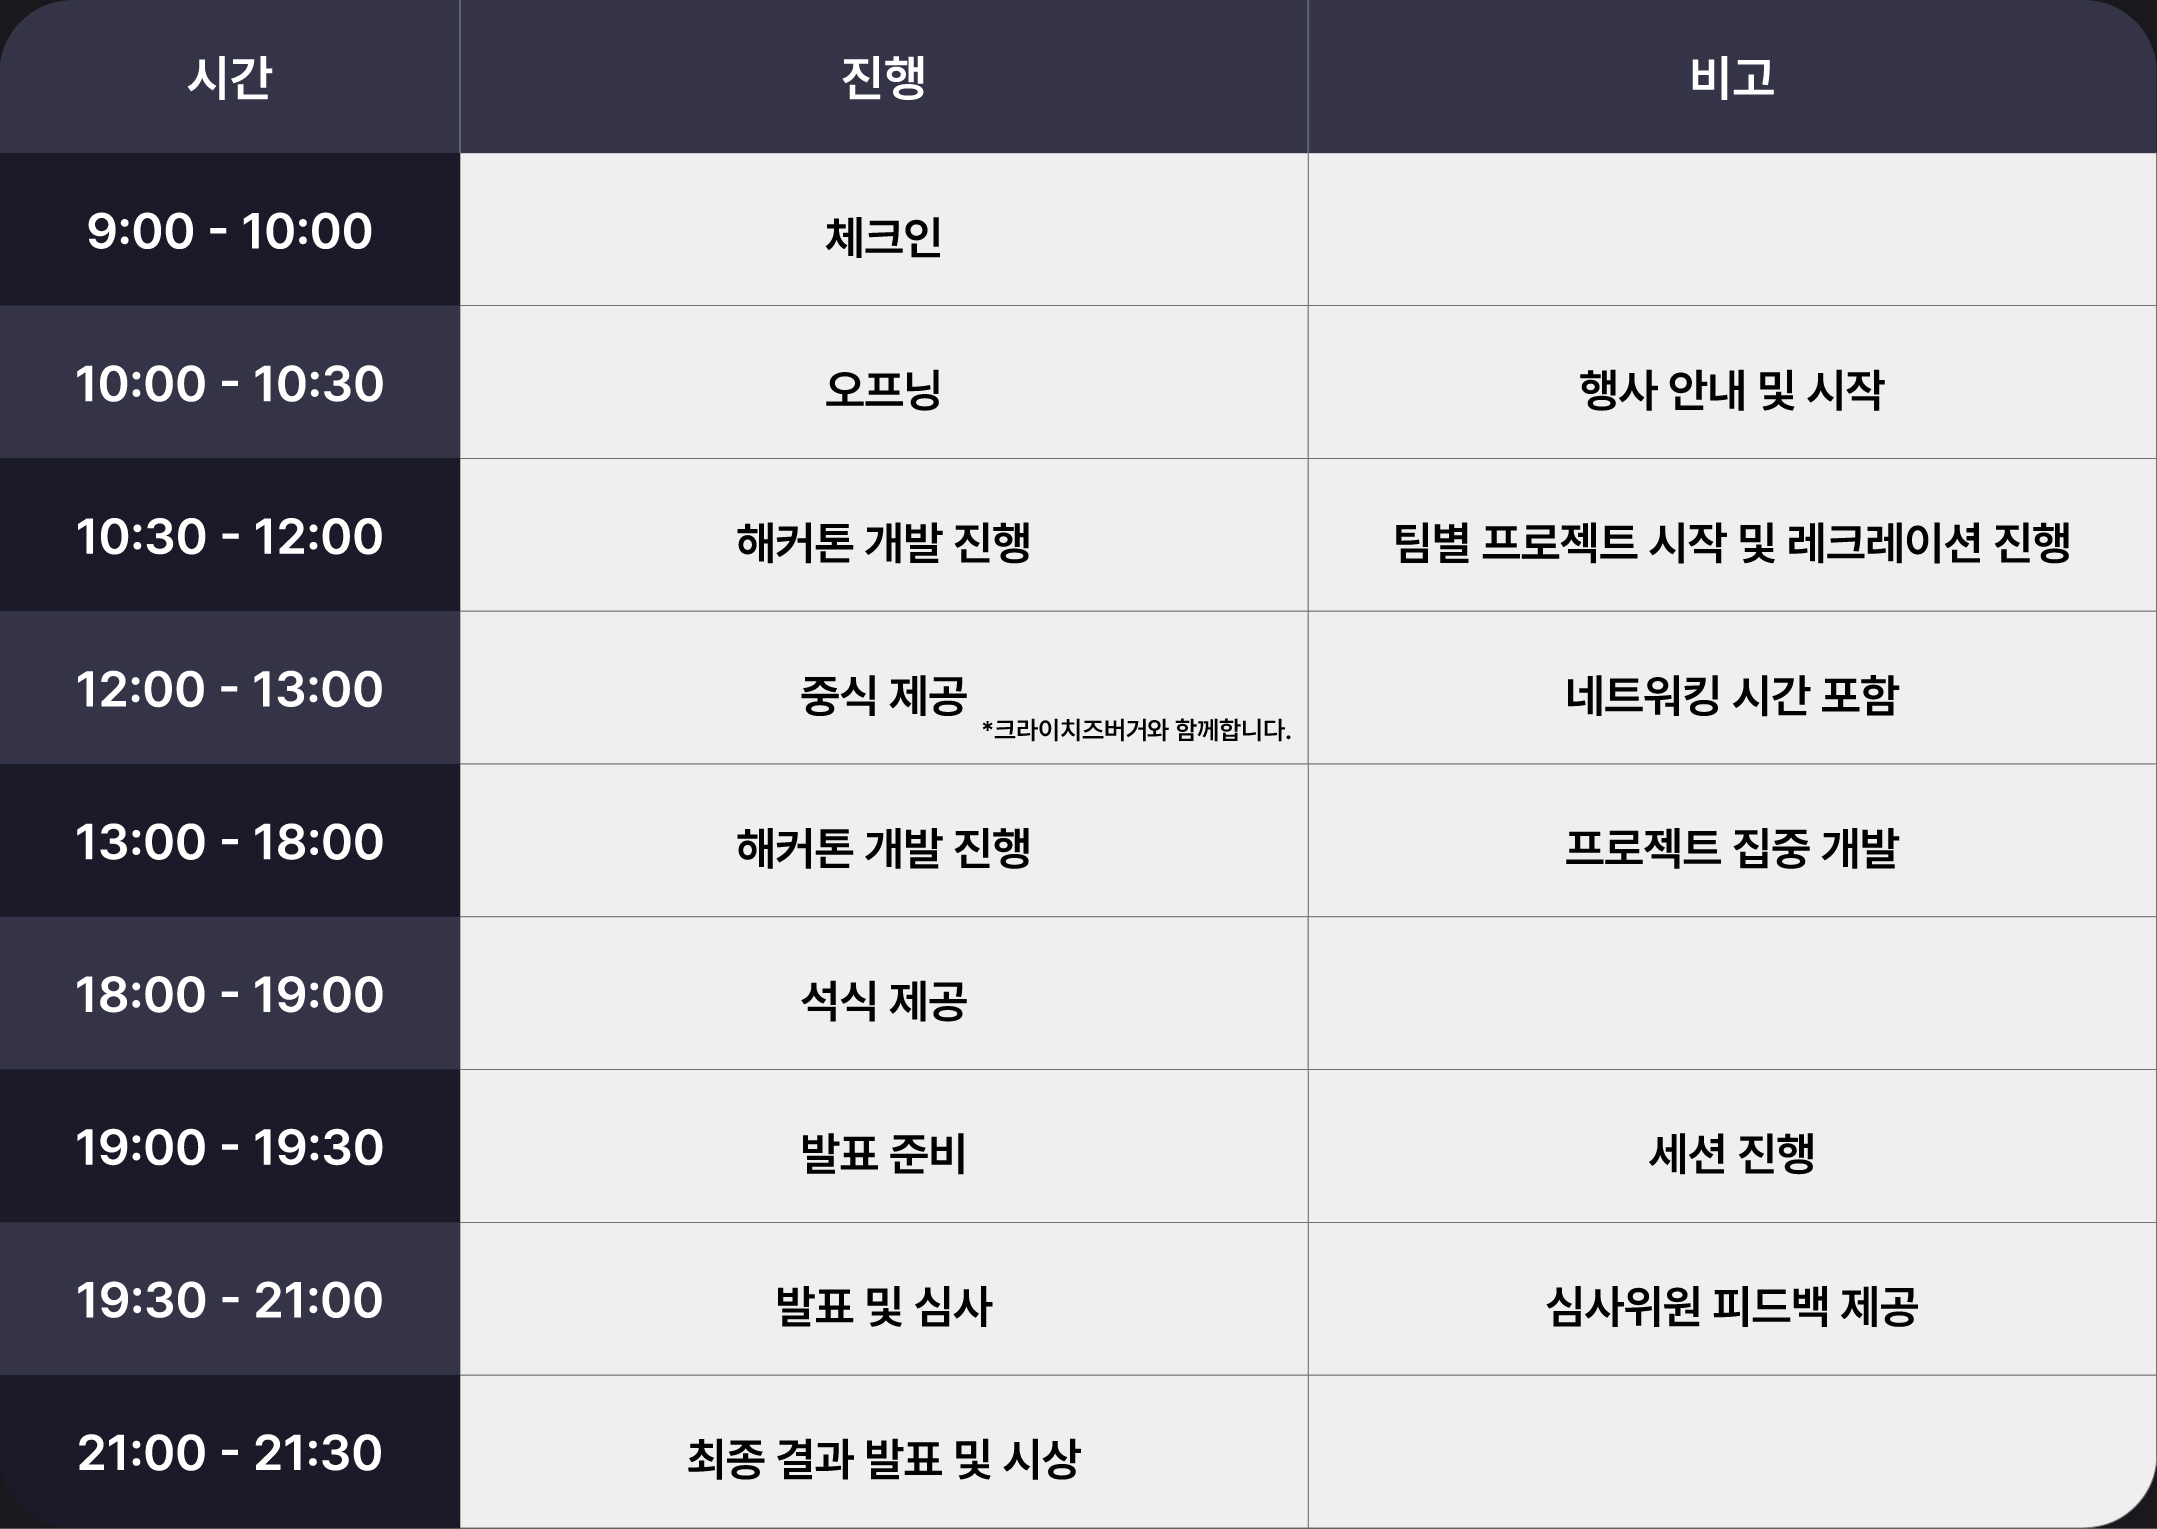 시간 진행 비고
9:00 - 10:00 체크인
10:00 - 10:30 오프닝 행사 안내 및 시작
10:30 - 12:00 해커톤 개발 진행 팀별 프로젝트 시작 및 레크레이션 진행
12:00 - 13:00 중식 제공 네트워킹 시간 포함
*크라이치즈버거와 함께합니다.
13:00 - 18:00 해커톤 개발 진행 프로젝트 집중 개발
18:00 - 19:00 석식 제공
19:00 - 19:30 발표 준비 세션 진행
19:30 - 21:00 발표 및 심사 심사위원 피드백 제공
21:00 - 21:30 최종 결과 발표 및 시상